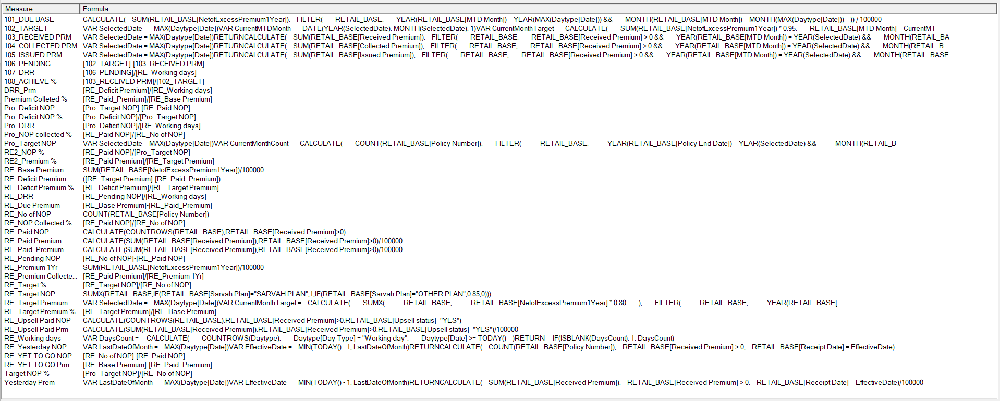 Measure Formula
101_DUE BASE CALCULATE( SUM(RETAIL_BASE[NetofExcessPremium1Year]), FILTER( RETAIL_BASE, YEAR(RETAIL_BASE[MTD Month]) = YEAR(MAX(Daytype[Date])) && MONTH(RETAIL_BASE[MTD Month]) = MONTH(MAX(Daytype[Date])) )) / 100000
102_TARGET VAR SelectedDate = MAX(Daytype[Date])VAR CurrentMTDMonth = DATE(YEAR(SelectedDate), MONTH(SelectedDate), 1)VAR CurrentMonthTarget = CALCULATE( SUM(RETAIL_BASE[NetofExcessPremium1Year]) * 0.95, RETAIL_BASE[MTD Month] = CurrentMT
103_RECEIVED PRM VAR SelectedDate = MAX(Daytype[Date])RETURNCALCULATE( SUM(RETAIL_BASE[Received Premium]), FILTER( RETAIL_BASE, RETAIL_BASE[Received Premium] > 0 && YEAR(RETAIL_BASE[MTD Month]) = YEAR(SelectedDate) && MONTH(RETAIL_BA
104_COLLECTED PRM VAR SelectedDate = MAX(Daytype[Date])RETURNCALCULATE( SUM(RETAIL_BASE[Collected Premium]), FILTER( RETAIL_BASE, RETAIL_BASE[Received Premium] > 0 && YEAR(RETAIL_BASE[MTD Month]) = YEAR(SelectedDate) && MONTH(RETAIL_B
105_ISSUED PRM VAR SelectedDate = MAX(Daytype[Date])RETURNCALCULATE( SUM(RETAIL_BASE[Issued Premium]), FILTER( RETAIL_BASE, RETAIL_BASE[Received Premium] > 0 && YEAR(RETAIL_BASE[MTD Month]) = YEAR(SelectedDate) && MONTH(RETAIL_BASE
106_PENDING [102_TARGET]-[103_RECEIVED PRM]
107_DRR [106_PENDING]/[RE_Working days]
108_ACHIEVE % [103_RECEIVED PRM]/[102_TARGET]
DRR_Prm [RE_Deficit Premium]/[RE_Working days]
Premium Colleted % [RE_Paid_Premium]/[RE_Base Premium]
Pro_Deficit NOP [Pro_Target NOP]-[RE_Paid NOP]
Pro_Deficit NOP % [Pro_Deficit NOP]/[Pro_Target NOP]
Pro_DRR [Pro_Deficit NOP]/[RE_Working days]
Pro_NOP collected % [RE_Paid NOP]/[RE_No of NOP]
Pro_Target NOP VAR SelectedDate = MAX(Daytype[Date])VAR CurrentMonthCount = CALCULATE( COUNT(RETAIL_BASE[Policy Number]), FILTER( RETAIL_BASE, YEAR(RETAIL_BASE[Policy End Date]) = YEAR(SelectedDate) && MONTH(RETAIL_B
RE2_NOP % [RE_Paid NOP]/[Pro_Target NOP]
RE2_Premium % [RE_Paid Premium]/[RE_Target Premium]
RE_Base Premium SUM(RETAIL_BASE[NetofExcessPremium1Year])/100000
RE_Deficit Premium ([RE_Target Premium]-[RE_Paid_Premium])
RE_Deficit Premium % [RE_Deficit Premium]/[RE_Target Premium]
RE_DRR [RE_Pending NOP]/[RE_Working days]
RE_Due Premium [RE_Base Premium]-[RE_Paid_Premium]
RE_No of NOP COUNT(RETAIL_BASE[Policy Number])
RE_NOP Collected % [RE_Paid NOP]/[RE_No of NOP]
RE_Paid NOP CALCULATE(COUNTROWS(RETAIL_BASE),RETAIL_BASE[Received Premium]>0)
RE_Paid Premium CALCULATE(SUM(RETAIL_BASE[Received Premium]),RETAIL_BASE[Received Premium]>0)/100000
RE_Paid_Premium CALCULATE(SUM(RETAIL_BASE[Received Premium]),RETAIL_BASE[Received Premium]>0)/100000
RE_Pending NOP [RE_No of NOP]-[RE_Paid NOP]
RE_Premium 1Yr SUM(RETAIL_BASE[NetofExcessPremium1Year])/100000
RE_Premium Collecte... [RE_Paid Premium]/[RE_Premium 1Yr]
RE_Target % [RE_Target NOP]/[RE_No of NOP]
RE_Target NOP SUMX(RETAIL_BASE,IF(RETAIL_BASE[Sarvah Plan]="SARVAH PLAN",1,IF(RETAIL_BASE[Sarvah Plan]="OTHER PLAN",0.85,0)))
RE_Target Premium VAR SelectedDate = MAX(Daytype[Date])VAR CurrentMonthTarget = CALCULATE( SUMX( RETAIL_BASE, RETAIL_BASE[NetofExcessPremium1Year] * 0.80 ), FILTER( RETAIL_BASE, YEAR(RETAIL_BASE[
RE_Target Premium % [RE_Target Premium]/[RE_Base Premium]
RE_Upsell Paid NOP CALCULATE(COUNTROWS(RETAIL_BASE),RETAIL_BASE[Received Premium]>0,RETAIL_BASE[Upsell status]="YES")
RE_Upsell Paid Prm CALCULATE(SUM(RETAIL_BASE[Received Premium]),RETAIL_BASE[Received Premium]>0,RETAIL_BASE[Upsell status]="YES")/100000
RE_Working days VAR DaysCount = CALCULATE( COUNTROWS(Daytype), Daytype[Day Type] = "Working day", Daytype[Date] >= TODAY() )RETURN IF(ISBLANK(DaysCount), 1, DaysCount)
RE_Yesterday NOP VAR LastDateOfMonth = MAX(Daytype[Date])VAR EffectiveDate = MIN(TODAY() - 1, LastDateOfMonth)RETURNCALCULATE( COUNT(RETAIL_BASE[Policy Number]), RETAIL_BASE[Received Premium] > 0, RETAIL_BASE[Receipt Date] = EffectiveDate)
RE_YET TO GO NOP [RE_No of NOP]-[RE_Paid NOP]
RE_YET TO GO Prm [RE_Base Premium]-[RE_Paid_Premium]
Target NOP % [Pro_Target NOP]/[RE_No of NOP]
Yesterday Prem VAR LastDateOfMonth = MAX(Daytype[Date])VAR EffectiveDate = MIN(TODAY() - 1, LastDateOfMonth)RETURNCALCULATE( SUM(RETAIL_BASE[Received Premium]), RETAIL_BASE[Received Premium] > 0, RETAIL_BASE[Receipt Date] = EffectiveDate)/100000